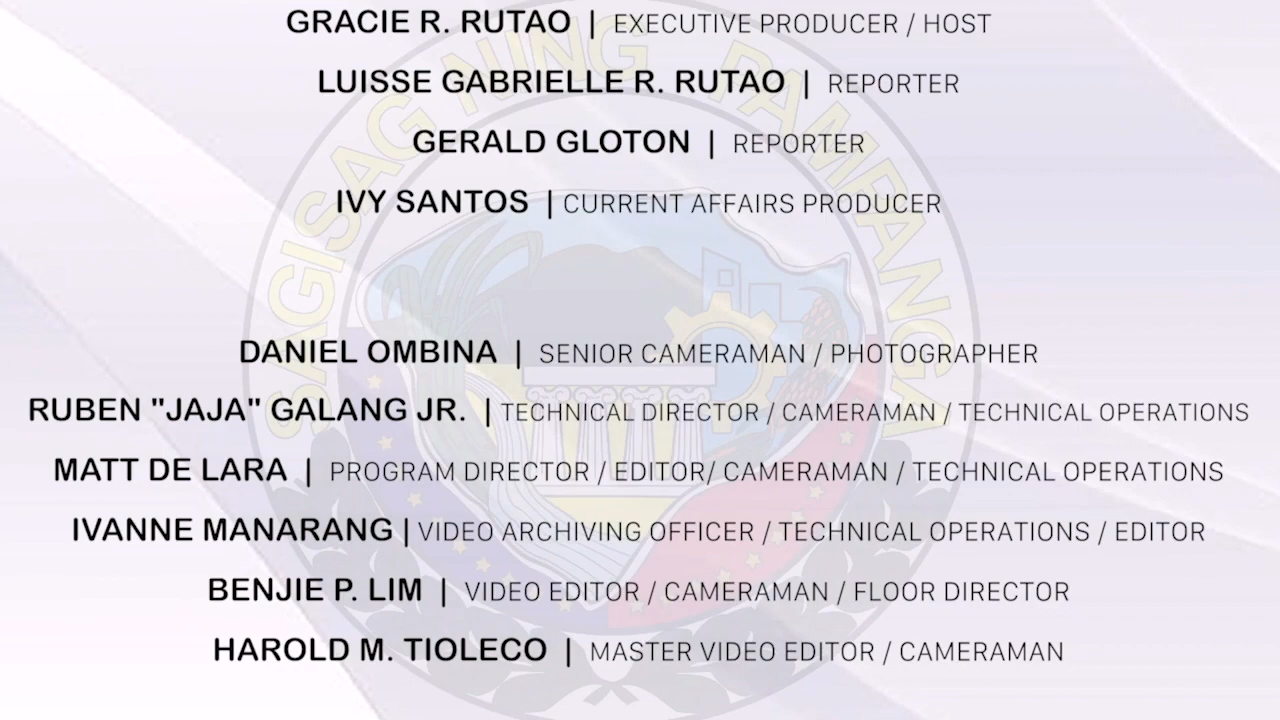 GRACIE R. RUTAO | EXECUTIVE PRODUCER / HOST
LUISSE GABRIELLE R. RUTAO | REPORTER
GERALD GLOTON | REPORTER
IVY SANTOS | CURRENT AFFAIRS PRODUCER
DANIEL OMBINA | SENIOR CAMERAMAN / PHOTOGRAPHER
RUBEN "JAJA" GALANG JR. | TECHNICAL DIRECTOR / CAMERAMAN / TECHNICAL OPERATIONS
MATT DE LARA | PROGRAM DIRECTOR / EDITOR/ CAMERAMAN / TECHNICAL OPERATIONS
IVANNE MANARANG | VIDEO ARCHIVING OFFICER / TECHNICAL OPERATIONS / EDITOR
BENJIE P. LIM | VIDEO EDITOR / CAMERAMAN / FLOOR DIRECTOR
HAROLD M. TIOLECO | MASTER VIDEO EDITOR / CAMERAMAN
SAGISAG NING PAMPANGA